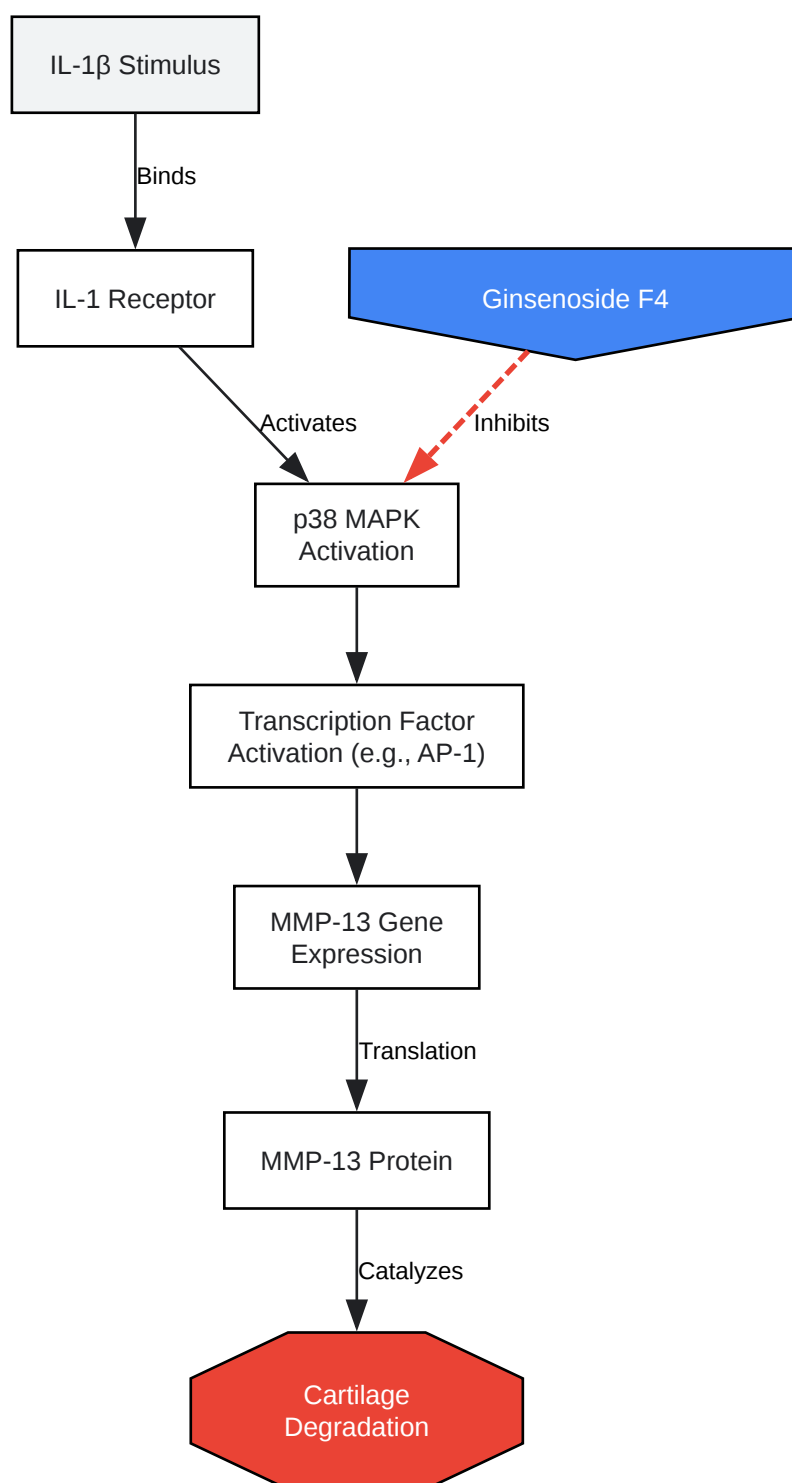 IL-1β Stimulus
Binds
IL-1 Receptor
Ginsenoside F4
Activates
Inhibits
p38 MAPK
Activation
Transcription Factor
Activation (e.g., AP-1)
MMP-13 Gene
Expression
Translation
MMP-13 Protein
Catalyzes
Cartilage
Degradation